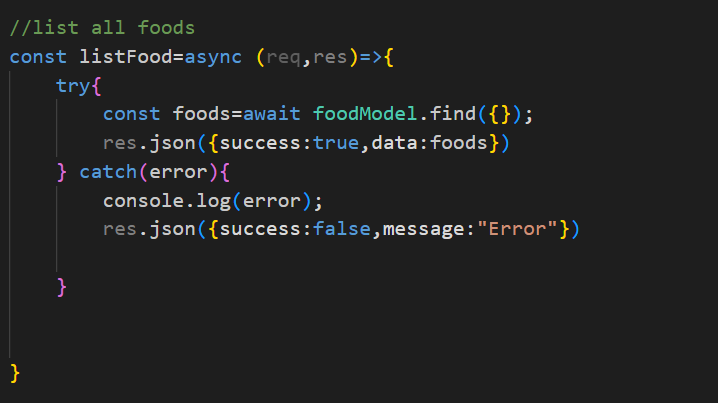 //list all foods
const listFood=async (req,res)=>{
    try{
        const foods=await foodModel.find({});
        res.json({success:true,data:foods})
    } catch(error){
        console.log(error);
        res.json({success:false,message:"Error"})
    }
}